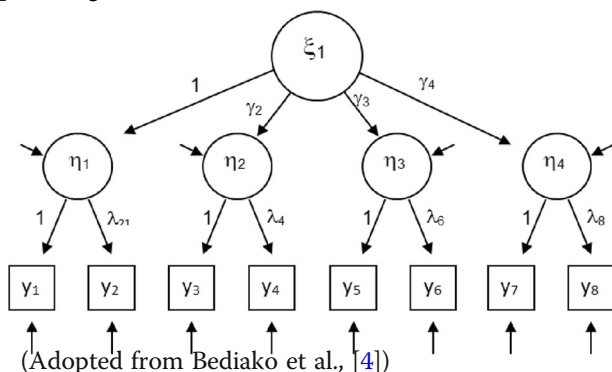 ξ1
1 γ2 γ3 γ4
η1 η2 η3 η4
1 λ21 1 λ4 1 λ6 1 λ8
y1 y2 y3 y4 y5 y6 y7 y8
(Adopted from Bediako et al., [4])